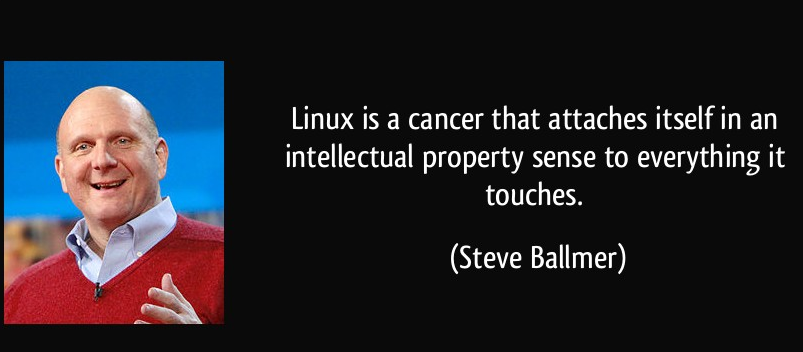 Linux is a cancer that attaches itself in an
intellectual property sense to everything it
touches.
(Steve Ballmer)